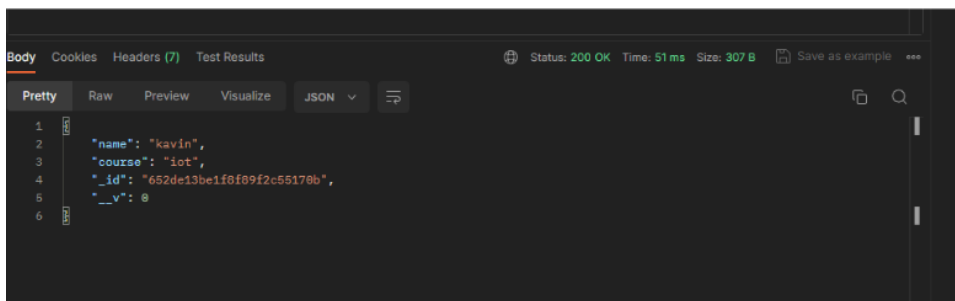 Body Cookies Headers (7) Test Results Status: 200 OK Time: 51 ms Size: 307 B Save as example
Pretty Raw Preview Visualize JSON
1 {
2 "name": "kavin",
3 "course": "iot",
4 "_id": "652de13be1f8f09f2c55170b",
5 "__v": 0
6 }